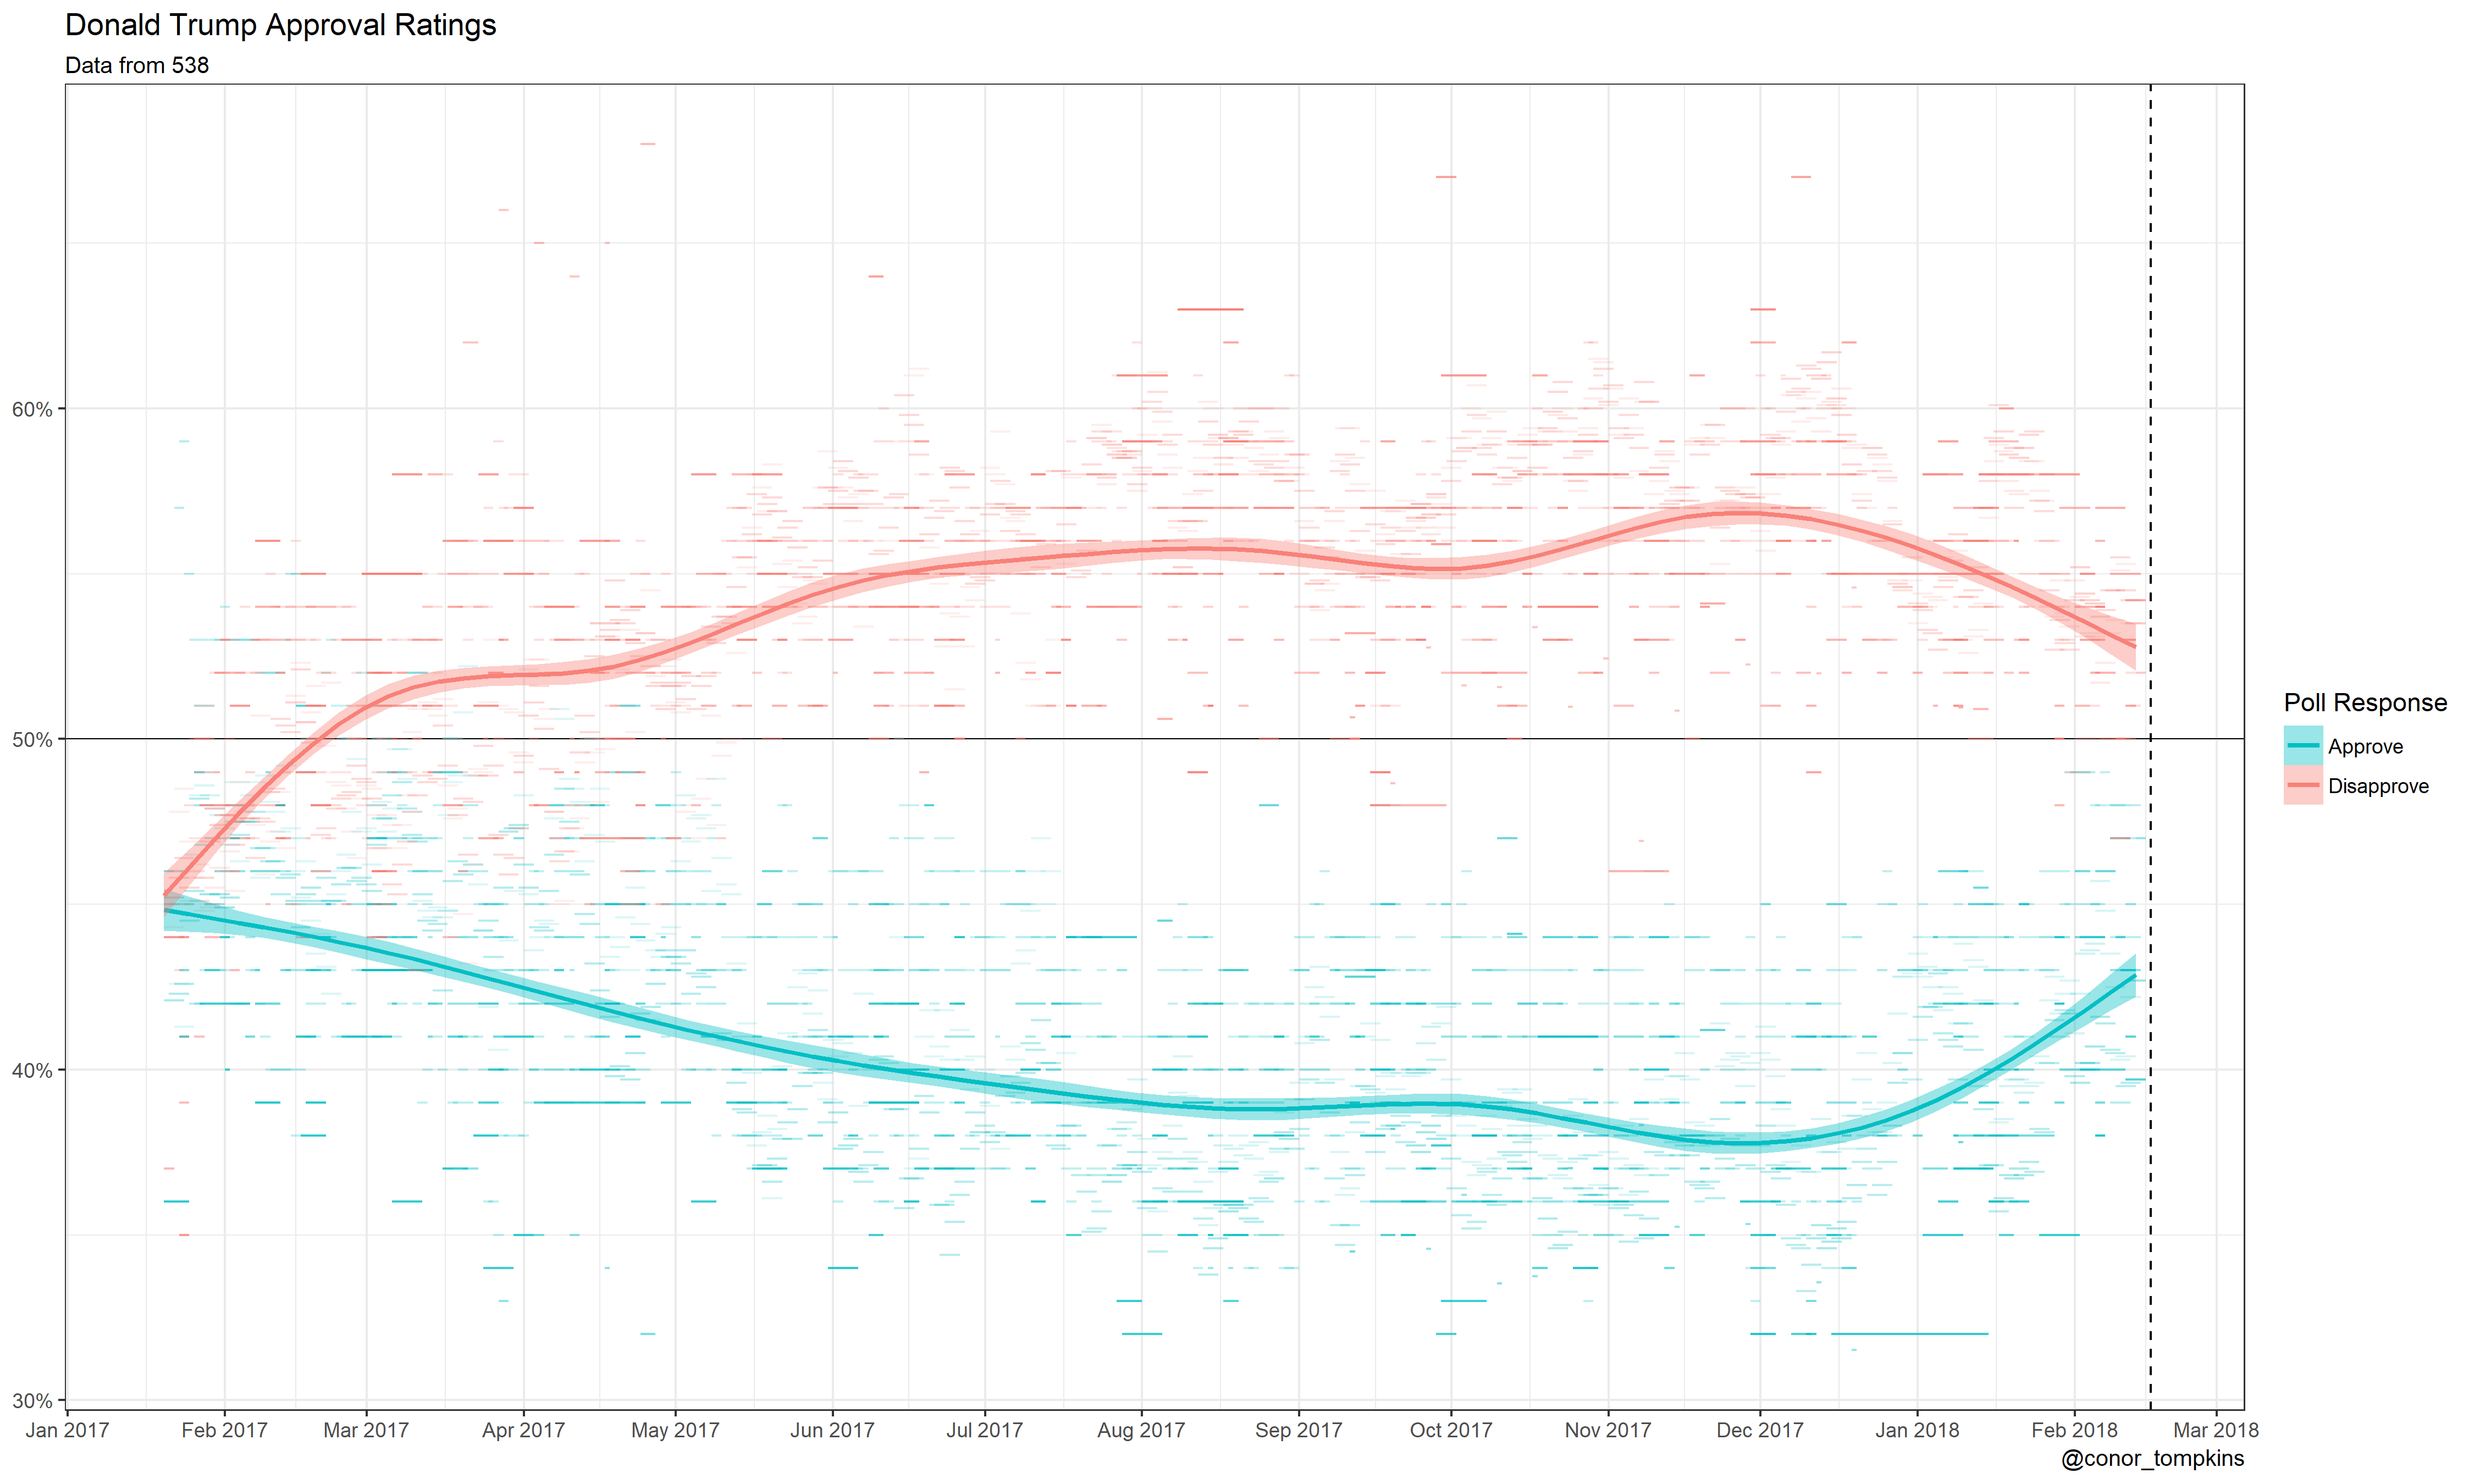 Donald Trump Approval Ratings
Data from 538
60%
50%
40%
30%
Jan 2017 Feb 2017 Mar 2017 Apr 2017 May 2017 Jun 2017 Jul 2017 Aug 2017 Sep 2017 Oct 2017 Nov 2017 Dec 2017 Jan 2018 Feb 2018 Mar 2018
Poll Response
Approve
Disapprove
@conor_tompkins